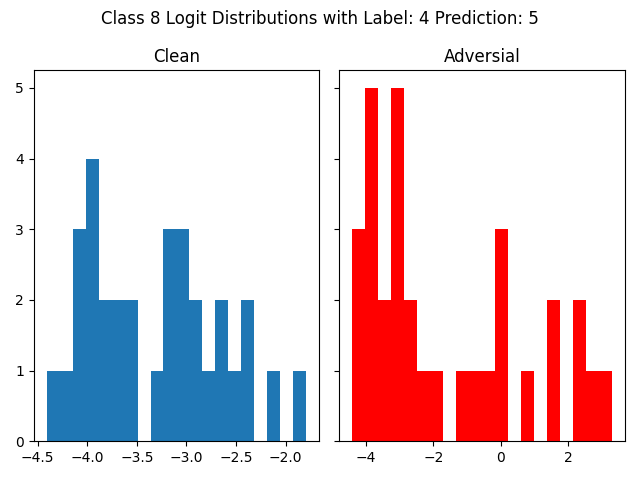 Class 8 Logit Distributions with Label: 4 Prediction: 5
Clean
Adversial
5
4
3
2
1
0
−4.5 −4.0 −3.5 −3.0 −2.5 −2.0
−4 −2 0 2